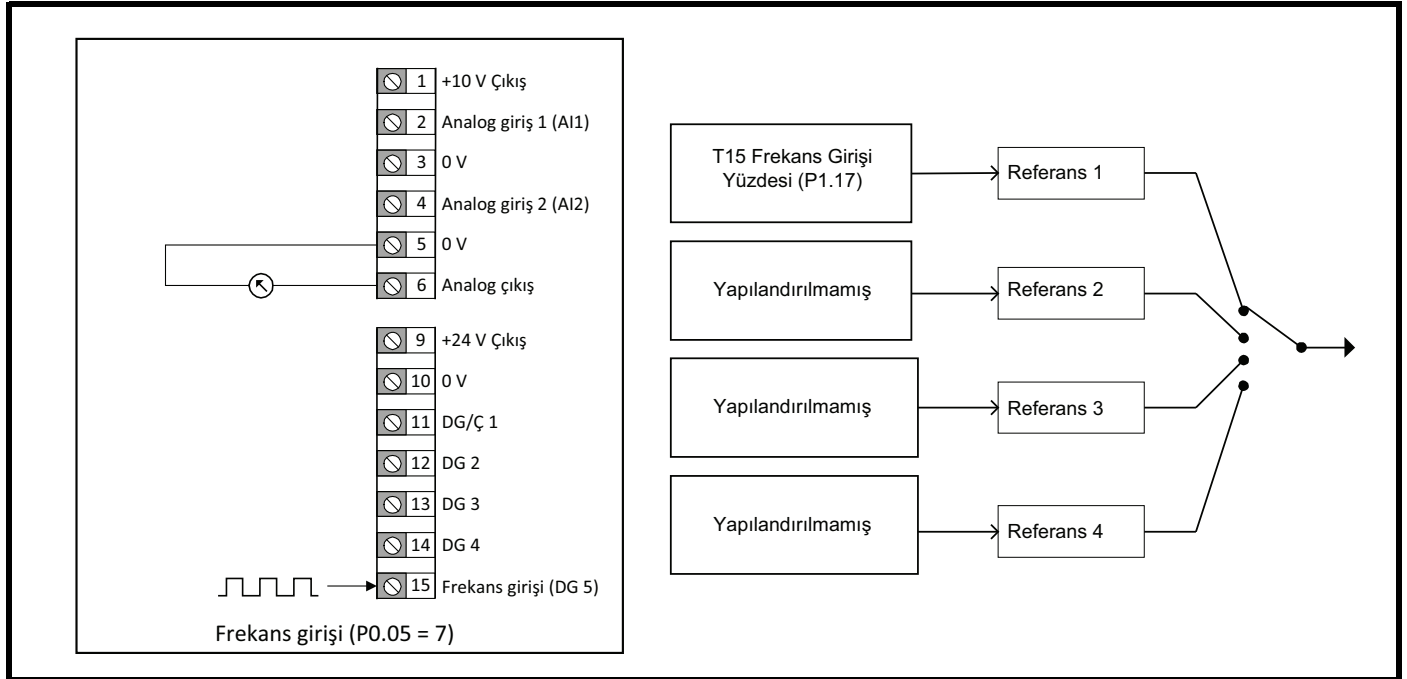 1 +10 V Çıkış
2 Analog giriş 1 (AI1)
3 0 V
4 Analog giriş 2 (AI2)
5 0 V
6 Analog çıkış
9 +24 V Çıkış
10 0 V
11 DG/Ç 1
12 DG 2
13 DG 3
14 DG 4
15 Frekans girişi (DG 5)
Frekans girişi (P0.05 = 7)
T15 Frekans Girişi
Yüzdesi (P1.17)
Referans 1
Yapılandırılmamış
Referans 2
Yapılandırılmamış
Referans 3
Yapılandırılmamış
Referans 4